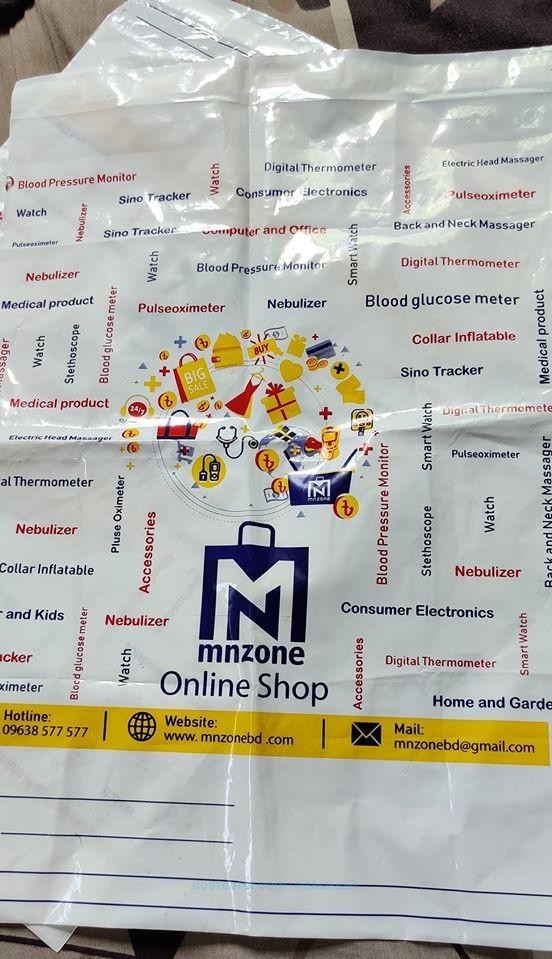 Digital Thermometer
Electric Head Massager
Blood Pressure Monitor
Watch
Accessories
Sino Tracker
Consumer Electronics
Pulseoximeter
Watch
Nebulizer
Sino Tracker
Computer and Office
Back and Neck Massager
Pulseoximeter
Smart Watch
Watch
Blood Pressure Monitor
Digital Thermometer
Nebulizer
Medical product
Blood glucose meter
Pulseoximeter
Nebulizer
Blood glucose meter
Medical product
Watch
Stethoscope
BUY
Collar Inflatable
BIG
SALE
Sino Tracker
Medical product
24/7
Smart Watch
Digital Thermomete
Electric Head Massager
Pulseoximeter
al Thermometer
Pluse Oximeter
Accessories
Blood Pressure Monitor
Stethoscope
Watch
Back and Neck Massager
mnzone
Nebulizer
Collar Inflatable
Nebulizer
r and Kids
Blood glucose meter
Nebulizer
Consumer Electronics
Smart Watch
mnzone
acker
Watch
Accessories
Digital Thermometer
ximeter
Online Shop
Home and Garde
Hotline:
09638 577 577
Website:
www. mnzonebd .com
Mail:
mnzonebd@gmail.com